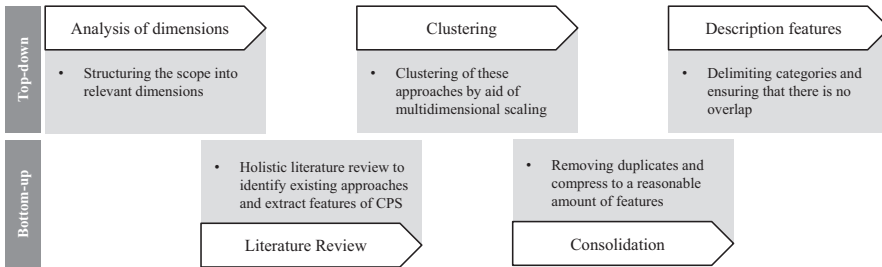 Top-down
Analysis of dimensions
• Structuring the scope into
relevant dimensions
Clustering
• Clustering of these
approaches by aid of
multidimensional scaling
Description features
• Delimiting categories and
ensuring that there is no
overlap
Bottom-up
• Holistic literature review to
identify existing approaches
and extract features of CPS
Literature Review
• Removing duplicates and
compress to a reasonable
amount of features
Consolidation